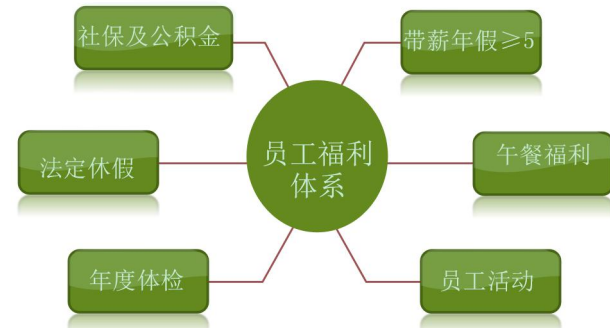 社保及公积金
带薪年假≥5
法定休假
员工福利
体系
午餐福利
年度体检
员工活动